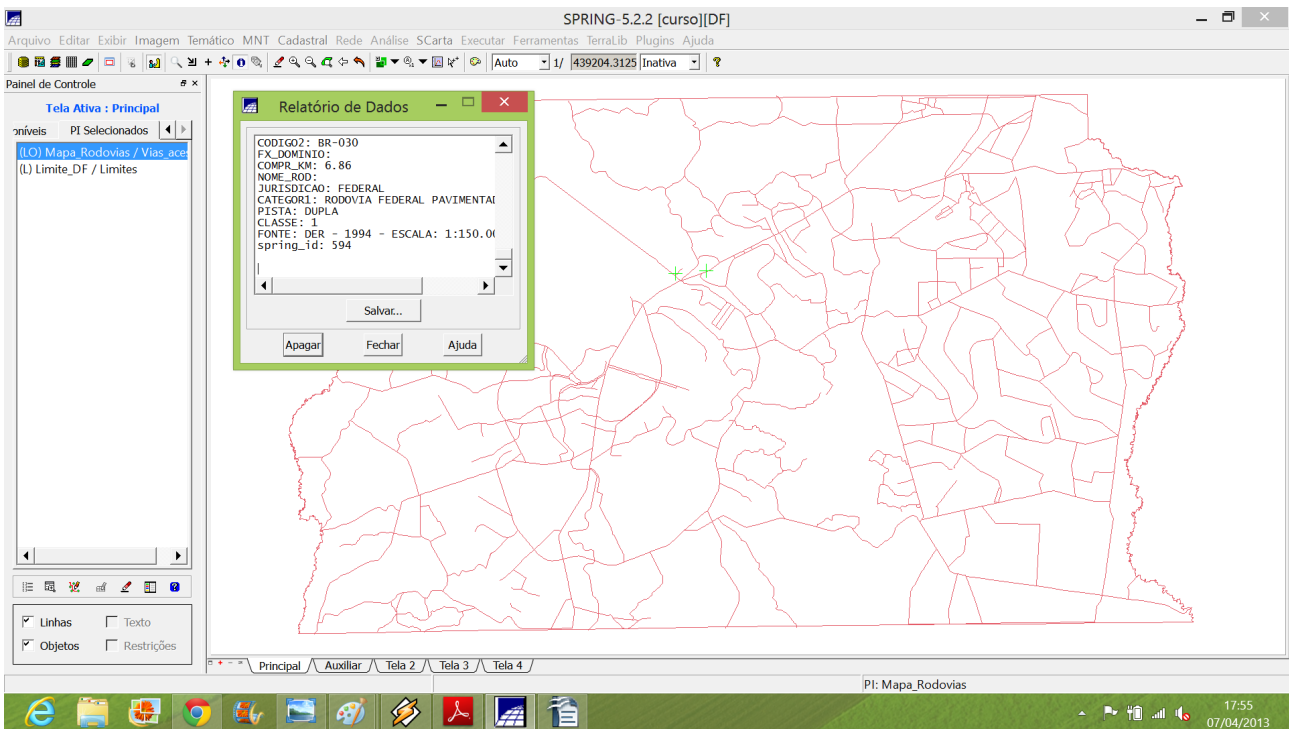 SPRING-5.2.2 [curso][DF]
Arquivo Editar Exibir Imagem Temático MNT Cadastral Rede Análise SCarta Executar Ferramentas TerraLib Plugins Ajuda
Auto 1/ 439204.3125 Inativa
Painel de Controle
Tela Ativa : Principal
oníveis PI Selecionados
(LO) Mapa_Rodovias / Vias_aces
(L) Limite_DF / Limites
Relatório de Dados
CODIGO2: BR-030
FX_DOMINIO:
COMPR_KM: 6.86
NOME_ROD:
JURISDICAO: FEDERAL
CATEGOR1: RODOVIA FEDERAL PAVIMENTAD
PISTA: DUPLA
CLASSE: 1
FONTE: DER - 1994 - ESCALA: 1:150.00
spring_id: 594
Salvar...
Apagar Fechar Ajuda
Linhas Texto
Objetos Restrições
Principal Auxiliar Tela 2 Tela 3 Tela 4
PI: Mapa_Rodovias
17:55
07/04/2013